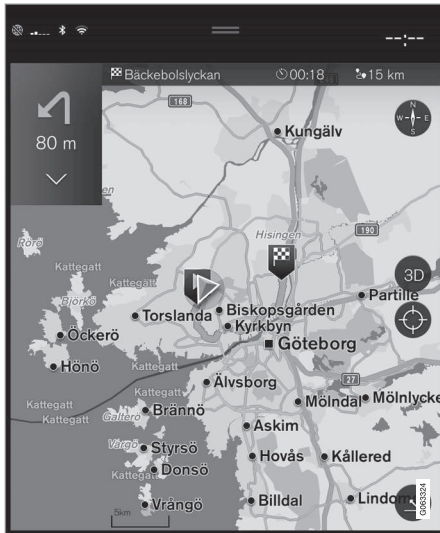 --:--
Bäckebolslyckan 00:18 15 km
80 m
168
Kungälv
N
W E
S
Rörö
Hisingen
190
Kattegatt
Kattegatt
3D
Björkö
Partille
Torslanda
Biskopsgården
Kyrkbyn
Öckerö
Göteborg
Hönö
Kattegatt
27
Älvsborg
Kattegatt
Kattegatt
Mölndal
Mölnlycke
Brännö
Galterö
Kattegatt
Askim
Vargö
Styrsö
Hovås
Kållered
Donsö
Vrångö
Billdal
5km
G063324